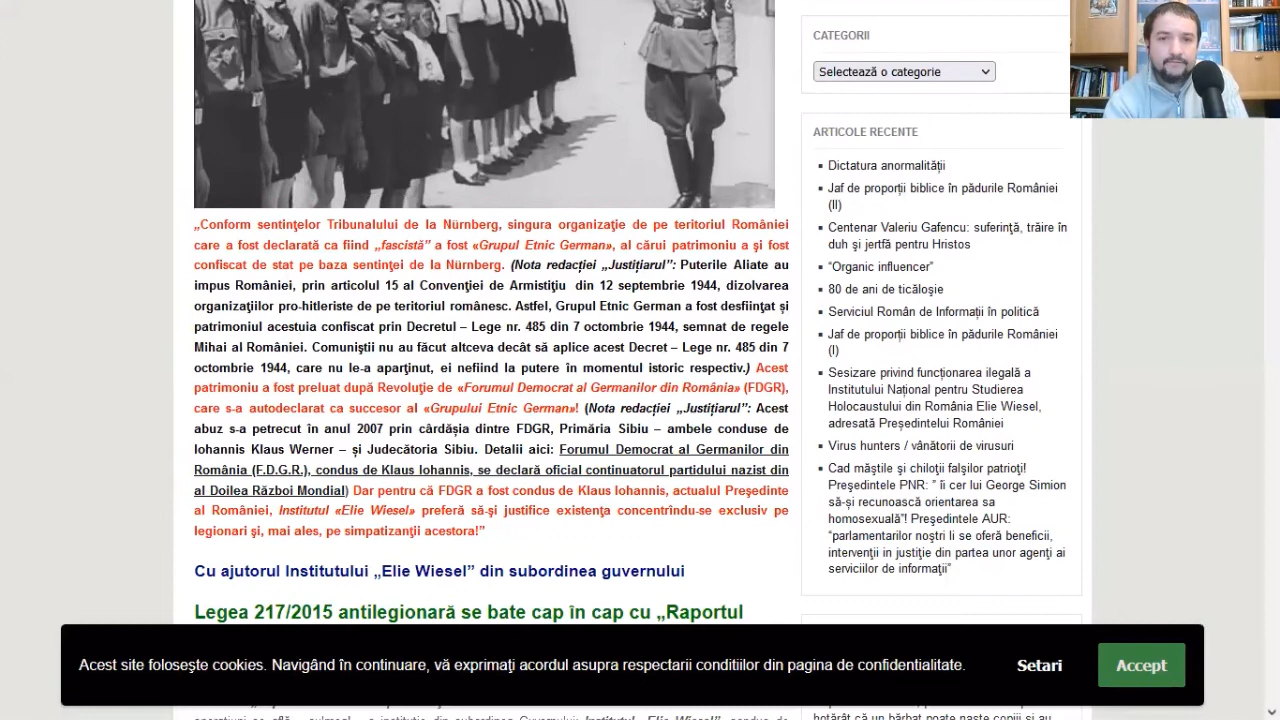 „Conform sentinţelor Tribunalului de la Nürnberg, singura organizaţie de pe teritoriul României
care a fost declarată ca fiind „fascistă” a fost «Grupul Etnic German», al cărui patrimoniu a şi fost
confiscat de stat pe baza sentinţei de la Nürnberg. (Nota redacției „Justițiarul”: Puterile Aliate au
impus României, prin articolul 15 al Convenţiei de Armistiţiu din 12 septembrie 1944, dizolvarea
organizaţiilor pro-hitleriste de pe teritoriul românesc. Astfel, Grupul Etnic German a fost desfiinţat și
patrimoniul acestuia confiscat prin Decretul – Lege nr. 485 din 7 octombrie 1944, semnat de regele
Mihai al României. Comuniştii nu au făcut altceva decât să aplice acest Decret – Lege nr. 485 din 7
octombrie 1944, care nu le-a aparţinut, ei nefiind la putere în momentul istoric respectiv.) Acest
patrimoniu a fost preluat după Revoluţie de «Forumul Democrat al Germanilor din România» (FDGR),
care s-a autodeclarat ca succesor al «Grupului Etnic German»! (Nota redacției „Justițiarul”: Acest
abuz s-a petrecut în anul 2007 prin cârdășia dintre FDGR, Primăria Sibiu – ambele conduse de
Iohannis Klaus Werner – și Judecătoria Sibiu. Detalii aici: Forumul Democrat al Germanilor din
România (F.D.G.R.), condus de Klaus Iohannis, se declară oficial continuatorul partidului nazist din
al Doilea Război Mondial) Dar pentru că FDGR a fost condus de Klaus Iohannis, actualul Preşedinte
al României, Institutul «Elie Wiesel» preferă să-şi justifice existenţa concentrîndu-se exclusiv pe
legionari şi, mai ales, pe simpatizanţii acestora!”
Cu ajutorul Institutului „Elie Wiesel” din subordinea guvernului
Legea 217/2015 antilegionară se bate cap în cap cu „Raportul
CATEGORII
Selectează o categorie
ARTICOLE RECENTE
Dictatura anormalității
Jaf de proporții biblice în pădurile României
(II)
Centenar Valeriu Gafencu: suferinţă, trăire în
duh şi jertfă pentru Hristos
“Organic influencer”
80 de ani de ticăloşie
Serviciul Român de Informații în politică
Jaf de proporții biblice în pădurile României
(I)
Sesizare privind funcționarea ilegală a
Institutului Național pentru Studierea
Holocaustului din România Elie Wiesel,
adresată Președintelui României
Virus hunters / vânătorii de virusuri
Cad măştile şi chiloţii falşilor patrioţi!
Preşedintele PNR: ” îi cer lui George Simion
să-și recunoască orientarea sa
homosexuală”! Preşedintele AUR:
“parlamentarilor noştri li se oferă beneficii,
intervenţii in justiţie din partea unor agenţi ai
serviciilor de informaţii”
Acest site foloseşte cookies. Navigând în continuare, vă exprimaţi acordul asupra respectarii conditiilor din pagina de confidentialitate.
Setari
Accept